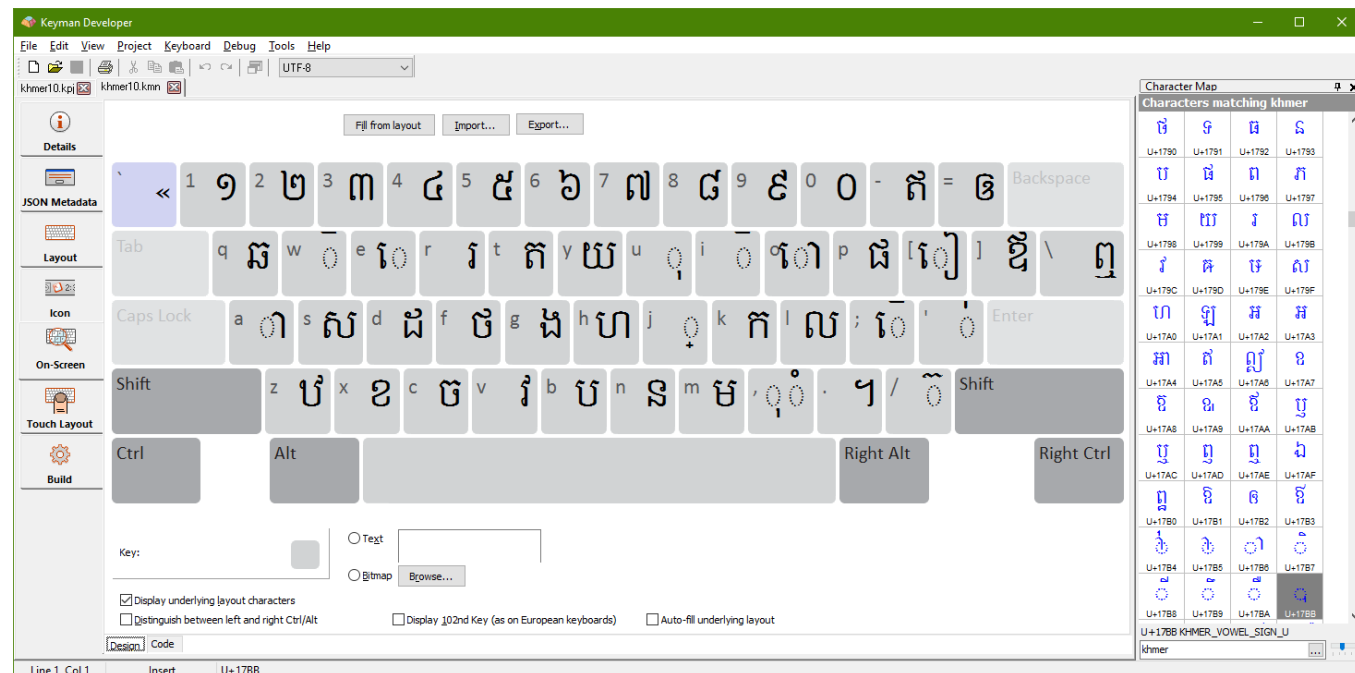 Keyman Developer
File Edit View Project Keyboard Debug Tools Help
UTF-8
khmer10.kpj khmer10.kmn
Character Map
Characters matching khmer
Fill from layout Import... Export...
Details
JSON Metadata
Layout
Icon
On-Screen
Touch Layout
Build
` « 1 ១ 2 ២ 3 ៣ 4 ៤ 5 ៥ 6 ៦ 7 ៧ 8 ៨ 9 ៩ 0 ០ - ឥ = ឲ Backspace
Tab q ឆ w ឹ e េ r រ t ត y យ u ុ i ិ o ោ p ផ [ ៀ ] ឪ \ ឮ
Caps Lock a ា s ស d ដ f ថ g ង h ហ j ្ k ក l ល ; ើ ' ់ Enter
Shift z ឋ x ខ c ច v វ b ប n ន m ម , ុំ . ។ / ៊ Shift
Ctrl Alt Right Alt Right Ctrl
Key:
Text
Bitmap Browse...
Display underlying layout characters
Distinguish between left and right Ctrl/Alt Display 102nd Key (as on European keyboards) Auto-fill underlying layout
Design Code
Line 1, Col 1 Insert U+17BB
ថ ទ ធ ន
U+1790 U+1791 U+1792 U+1793
ប ផ ព ភ
U+1794 U+1795 U+1796 U+1797
ម យ រ ល
U+1798 U+1799 U+179A U+179B
វ ឝ ឞ ស
U+179C U+179D U+179E U+179F
ហ ឡ អ ឣ
U+17A0 U+17A1 U+17A2 U+17A3
ឤ ឥ ឦ ឧ
U+17A4 U+17A5 U+17A6 U+17A7
ឨ ឩ ឪ ឫ
U+17A8 U+17A9 U+17AA U+17AB
ឬ ឭ ឮ ឯ
U+17AC U+17AD U+17AE U+17AF
ឰ ឱ ឲ ឳ
U+17B0 U+17B1 U+17B2 U+17B3
឴ ឵ ា ិ
U+17B4 U+17B5 U+17B6 U+17B7
ី ឹ ឺ ុ
U+17B8 U+17B9 U+17BA U+17BB
U+17BB KHMER_VOWEL_SIGN_U
khmer ...